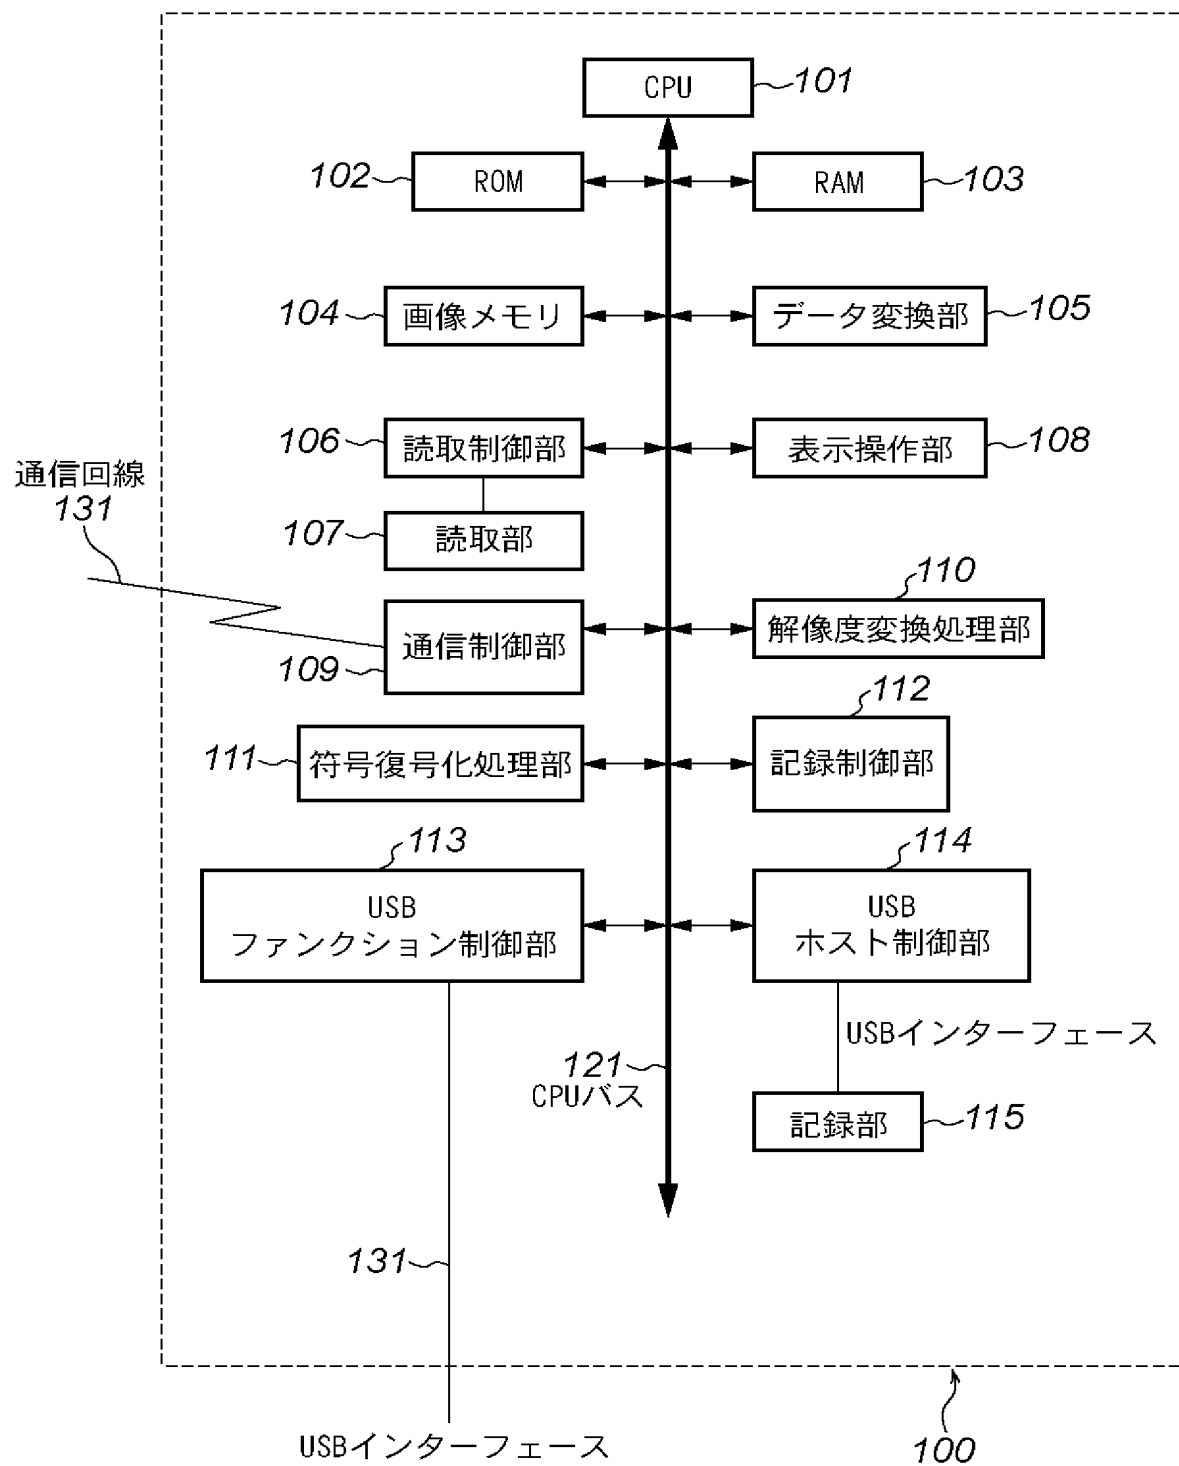 CPU
101
102
ROM
RAM
103
104
画像メモリ
データ変換部
105
106
読取制御部
表示操作部
108
通信回線
131
107
読取部
110
通信制御部
109
解像度変換処理部
112
111
符号復号化処理部
記録制御部
113
114
USB
ファンクション制御部
USB
ホスト制御部
USBインターフェース
121
CPUバス
記録部
115
131
USBインターフェース
100